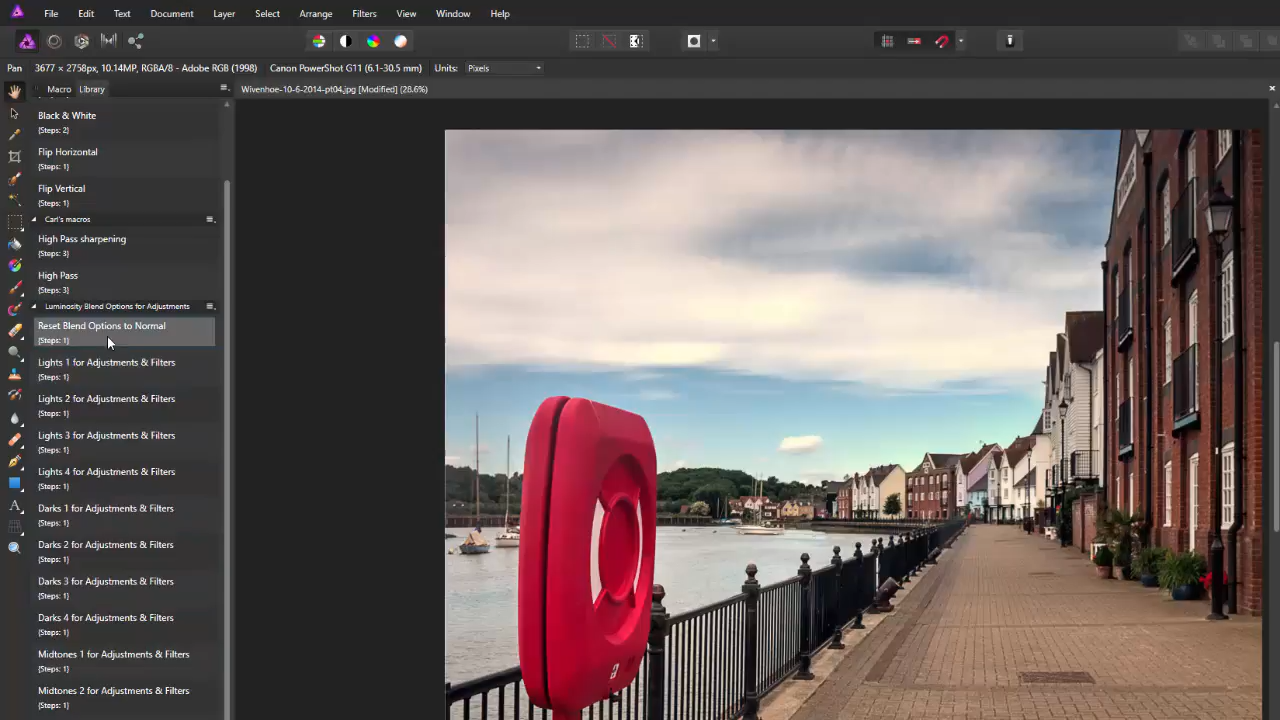 File Edit Text Document Layer Select Arrange Filters View Window Help
Pan 3677 × 2758px, 10.14MP, RGBA/8 - Adobe RGB (1998) Canon PowerShot G11 (6.1-30.5 mm) Units: Pixels
Macro Library Wivenhoe-10-6-2014-pt04.jpg [Modified] (28.6%)
Black & White
(Steps: 2)
Flip Horizontal
(Steps: 1)
Flip Vertical
(Steps: 1)
Carl's macros
High Pass sharpening
(Steps: 3)
High Pass
(Steps: 3)
Luminosity Blend Options for Adjustments
Reset Blend Options to Normal
(Steps: 1)
Lights 1 for Adjustments & Filters
(Steps: 1)
Lights 2 for Adjustments & Filters
(Steps: 1)
Lights 3 for Adjustments & Filters
(Steps: 1)
Lights 4 for Adjustments & Filters
(Steps: 1)
Darks 1 for Adjustments & Filters
(Steps: 1)
Darks 2 for Adjustments & Filters
(Steps: 1)
Darks 3 for Adjustments & Filters
(Steps: 1)
Darks 4 for Adjustments & Filters
(Steps: 1)
Midtones 1 for Adjustments & Filters
(Steps: 1)
Midtones 2 for Adjustments & Filters
(Steps: 1)